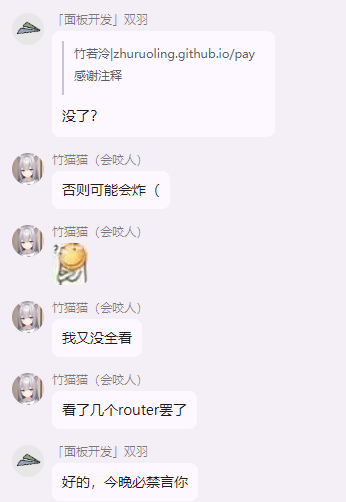 「面板开发」双羽
竹若泠|zhuruoling.github.io/pay
感谢注释
没了？
竹猫猫（会咬人）
否则可能会炸（
竹猫猫（会咬人）
?
竹猫猫（会咬人）
我又没全看
竹猫猫（会咬人）
看了几个router罢了
「面板开发」双羽
好的，今晚必禁言你